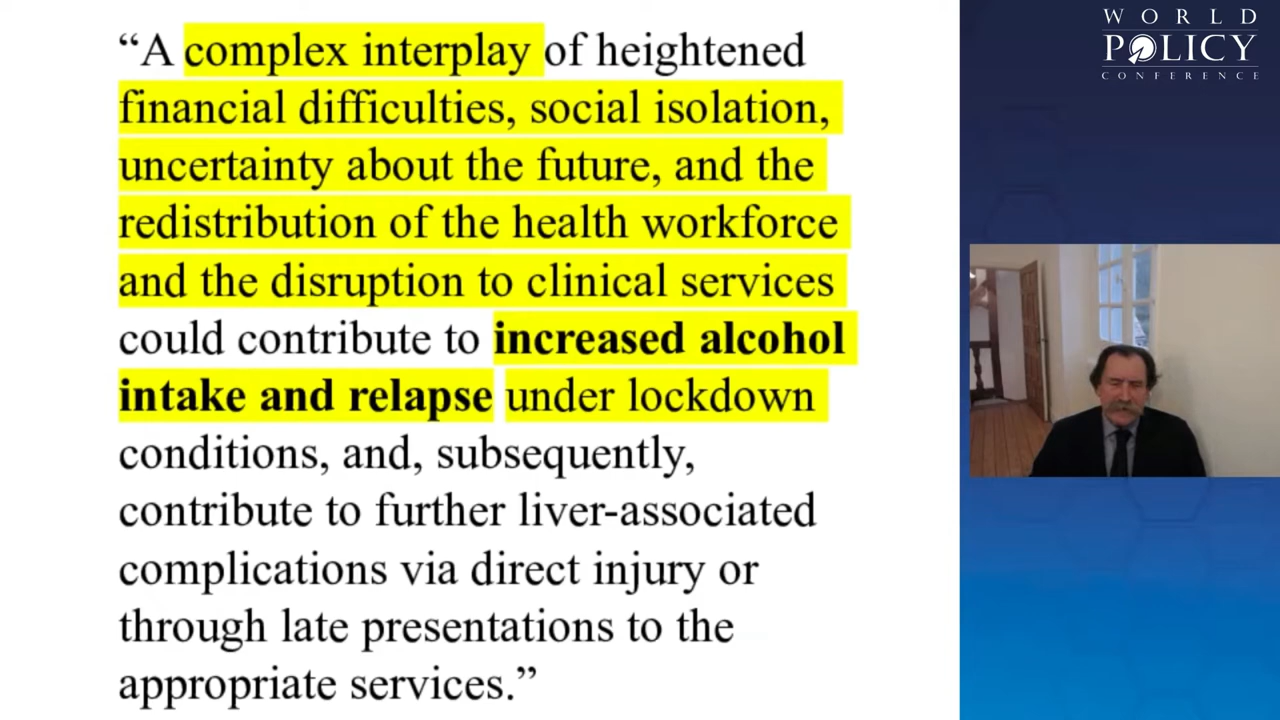 “A complex interplay of heightened
financial difficulties, social isolation,
uncertainty about the future, and the
redistribution of the health workforce
and the disruption to clinical services
could contribute to increased alcohol
intake and relapse under lockdown
conditions, and, subsequently,
contribute to further liver-associated
complications via direct injury or
through late presentations to the
appropriate services.”
WORLD
POLICY
CONFERENCE